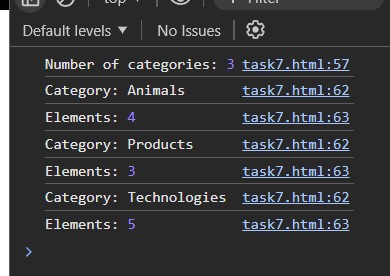 top
Filter
Default levels ▼ No Issues
Number of categories: 3 task7.html:57
Category: Animals task7.html:62
Elements: 4 task7.html:63
Category: Products task7.html:62
Elements: 3 task7.html:63
Category: Technologies task7.html:62
Elements: 5 task7.html:63
>